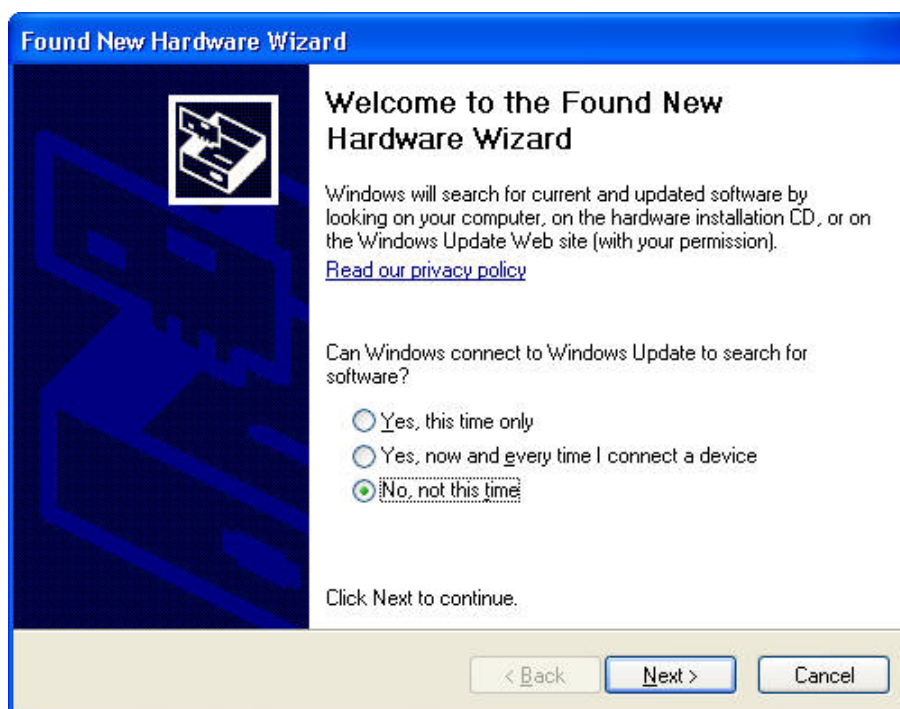 Found New Hardware Wizard
Welcome to the Found New
Hardware Wizard
Windows will search for current and updated software by
looking on your computer, on the hardware installation CD, or on
the Windows Update Web site (with your permission).
Read our privacy policy
Can Windows connect to Windows Update to search for
software?
Yes, this time only
Yes, now and every time I connect a device
No, not this time
Click Next to continue.
< Back
Next >
Cancel